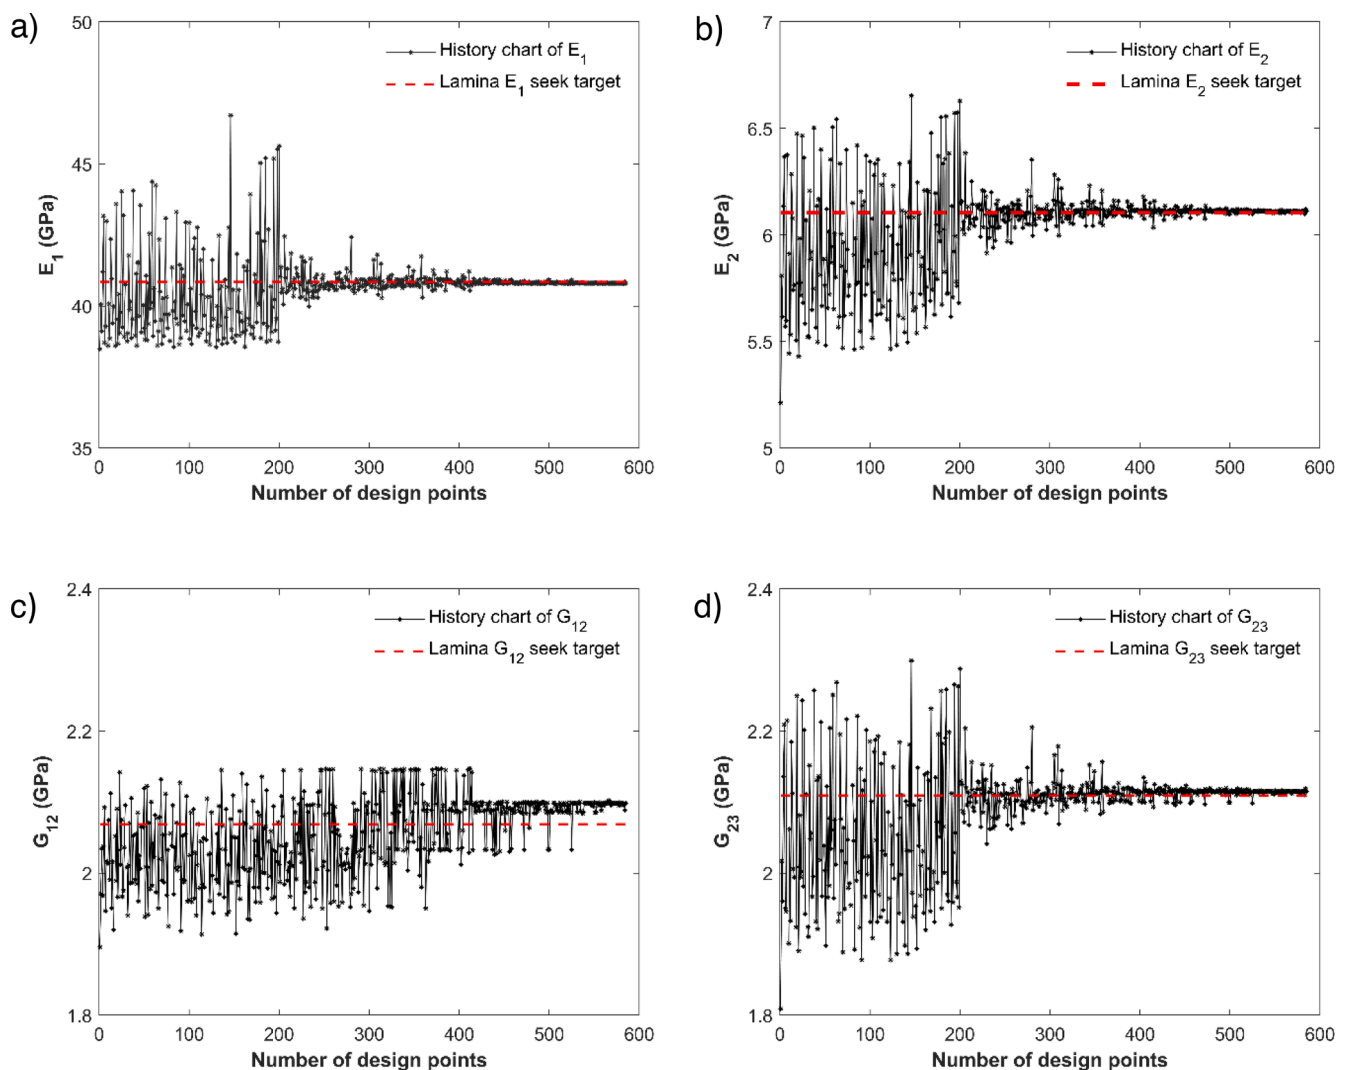 a)
50
45
40
35
E1 (GPa)
History chart of E1
Lamina E1 seek target
0 100 200 300 400 500 600
Number of design points
b)
7
6.5
6
5.5
5
E2 (GPa)
History chart of E2
Lamina E2 seek target
0 100 200 300 400 500 600
Number of design points
c)
2.4
2.2
2
1.8
G12 (GPa)
History chart of G12
Lamina G12 seek target
0 100 200 300 400 500 600
Number of design points
d)
2.4
2.2
2
1.8
G23 (GPa)
History chart of G23
Lamina G23 seek target
0 100 200 300 400 500 600
Number of design points